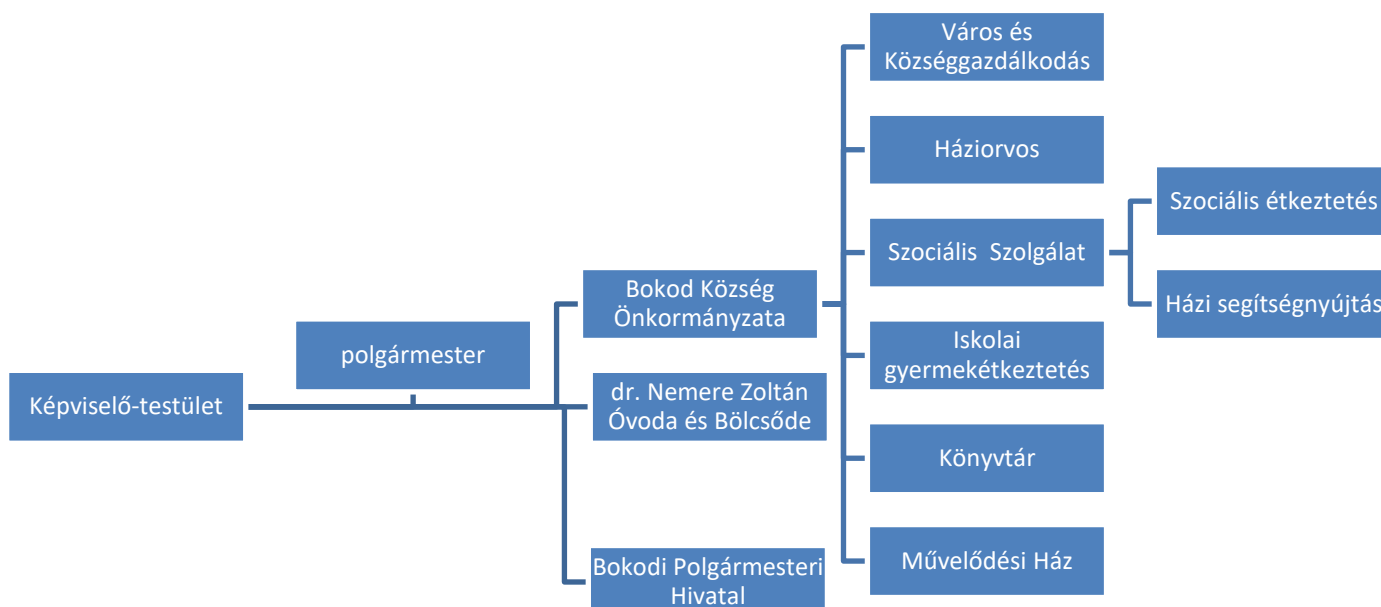 Képviselő-testület
polgármester
Bokod Község
Önkormányzata
dr. Nemere Zoltán
Óvoda és Bölcsőde
Bokodi Polgármesteri
Hivatal
Város és
Községgazdálkodás
Háziorvos
Szociális Szolgálat
Iskolai
gyermekétkeztetés
Könyvtár
Művelődési Ház
Szociális étkeztetés
Házi segítségnyújtás